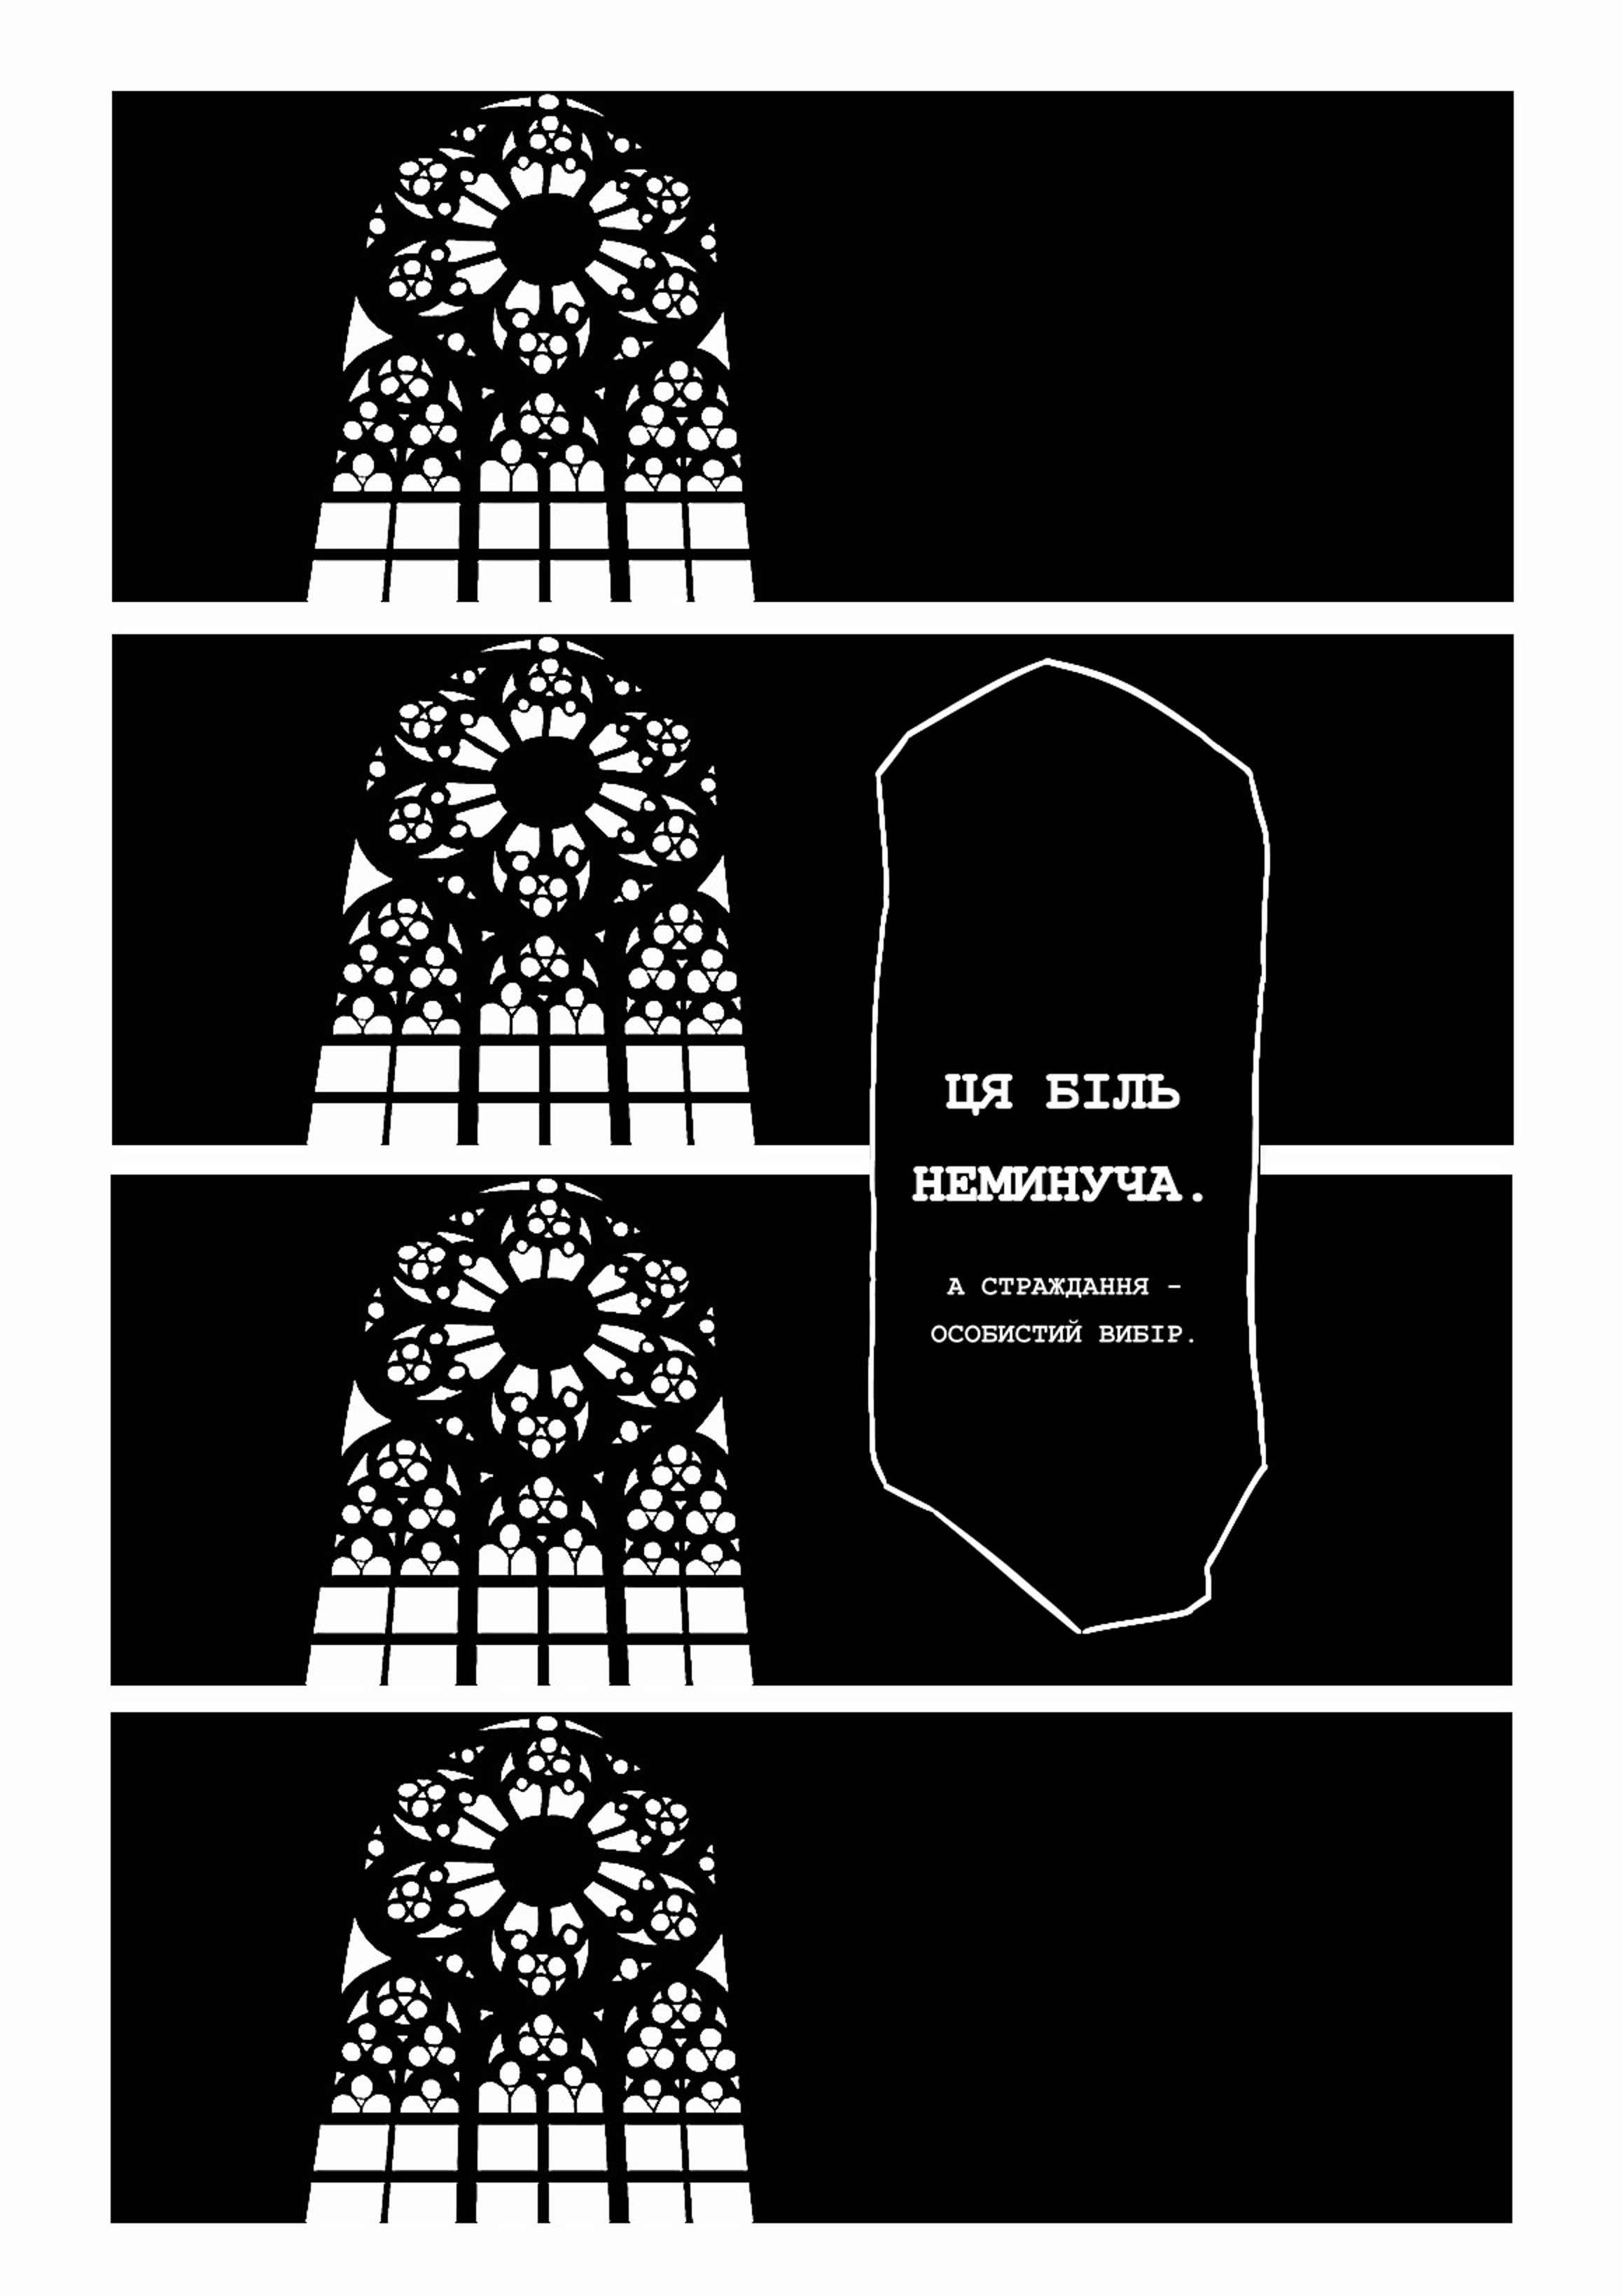 ЦЯ БІЛЬ
НЕМИНУЧА.
А СТРАЖДАННЯ –
ОСОБИСТИЙ ВИБІР.